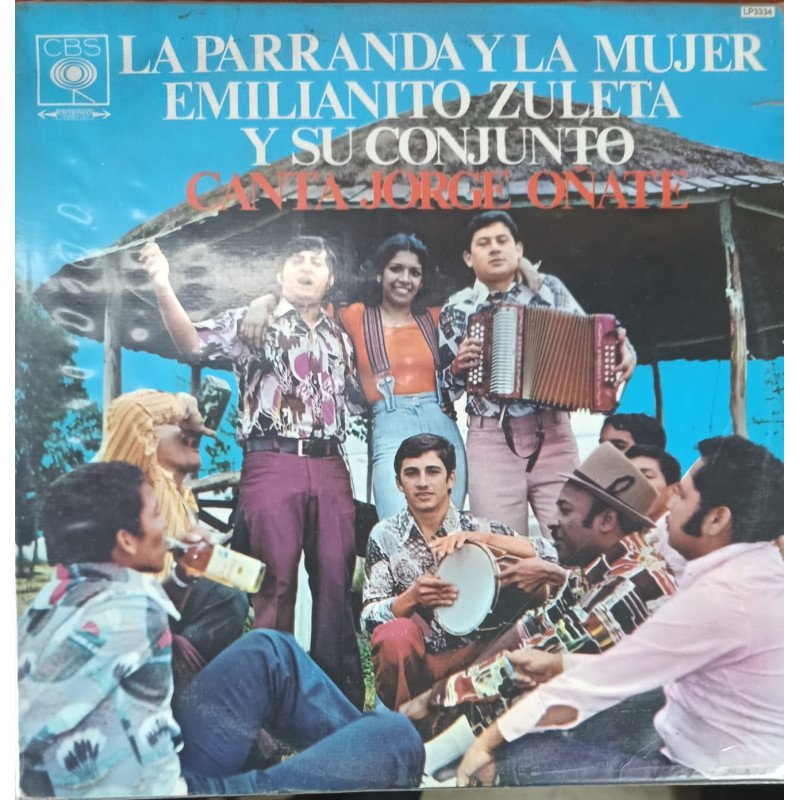 LP3334
CBS
ESTEREO
LA PARRANDA Y LA MUJER
EMILIANITO ZULETA
Y SU CONJUNTO
CANTA JORGE OÑATE